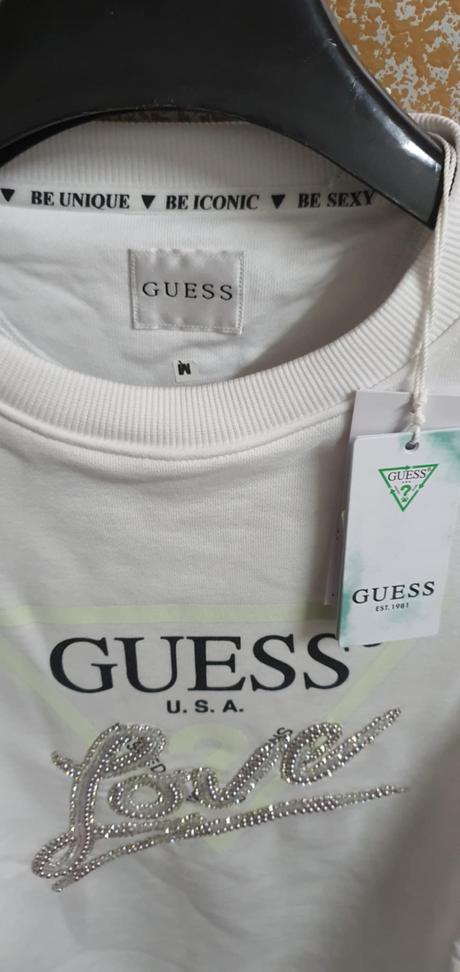 ▼ BE UNIQUE ▼ BE ICONIC ▼ BE SEXY
GUESS
M
GUESS®
?
GUESS
EST.1981
GUESS®
U.S.A.
?
Love